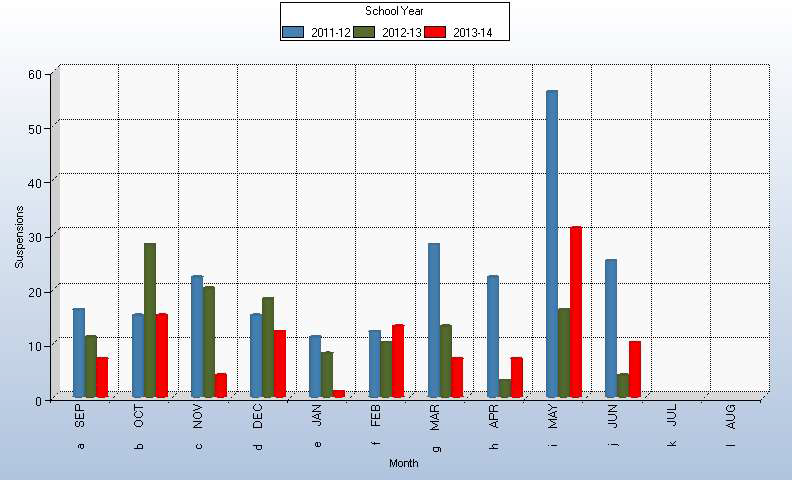 School Year
2011-12 2012-13 2013-14
60
50
40
30
20
10
0
Suspensions
SEP OCT NOV DEC JAN FEB MAR APR MAY JUN JUL AUG
a b c d e f g h i j k l
Month